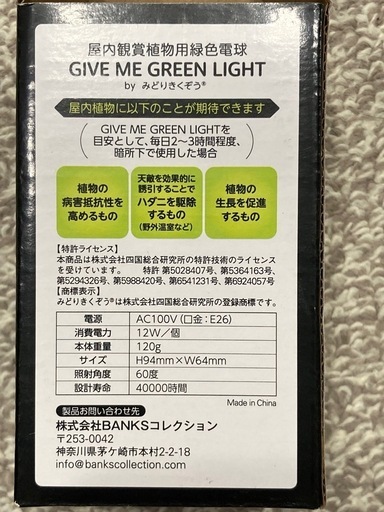 屋内観賞植物用緑色電球
GIVE ME GREEN LIGHT
by みどりきくぞう®
屋内植物に以下のことが期待できます
GIVE ME GREEN LIGHTを
目安として、毎日2〜3時間程度、
暗所下で使用した場合
植物の
病害抵抗性を
高めるもの
天敵を効果的に
誘引することで
ハダニを駆除
するもの
(野外温室など)
植物の
生長を促進
するもの
【特許ライセンス】
本商品は株式会社四国総合研究所の特許技術のライセンス
を受けています。 特許 第5028407号、第5364163号、
第5294326号、第5988420号、第6541231号、第6924057号
【商標表示】
みどりきくぞう®は株式会社四国総合研究所の登録商標です。
電源 AC100V(口金:E26)
消費電力 12W/個
本体重量 120g
サイズ H94mm×W64mm
照射角度 60度
設計寿命 40000時間
Made in China
製品お問い合わせ先
株式会社BANKSコレクション
〒253-0042
神奈川県茅ケ崎市本村2-2-18
info@bankscollection.com